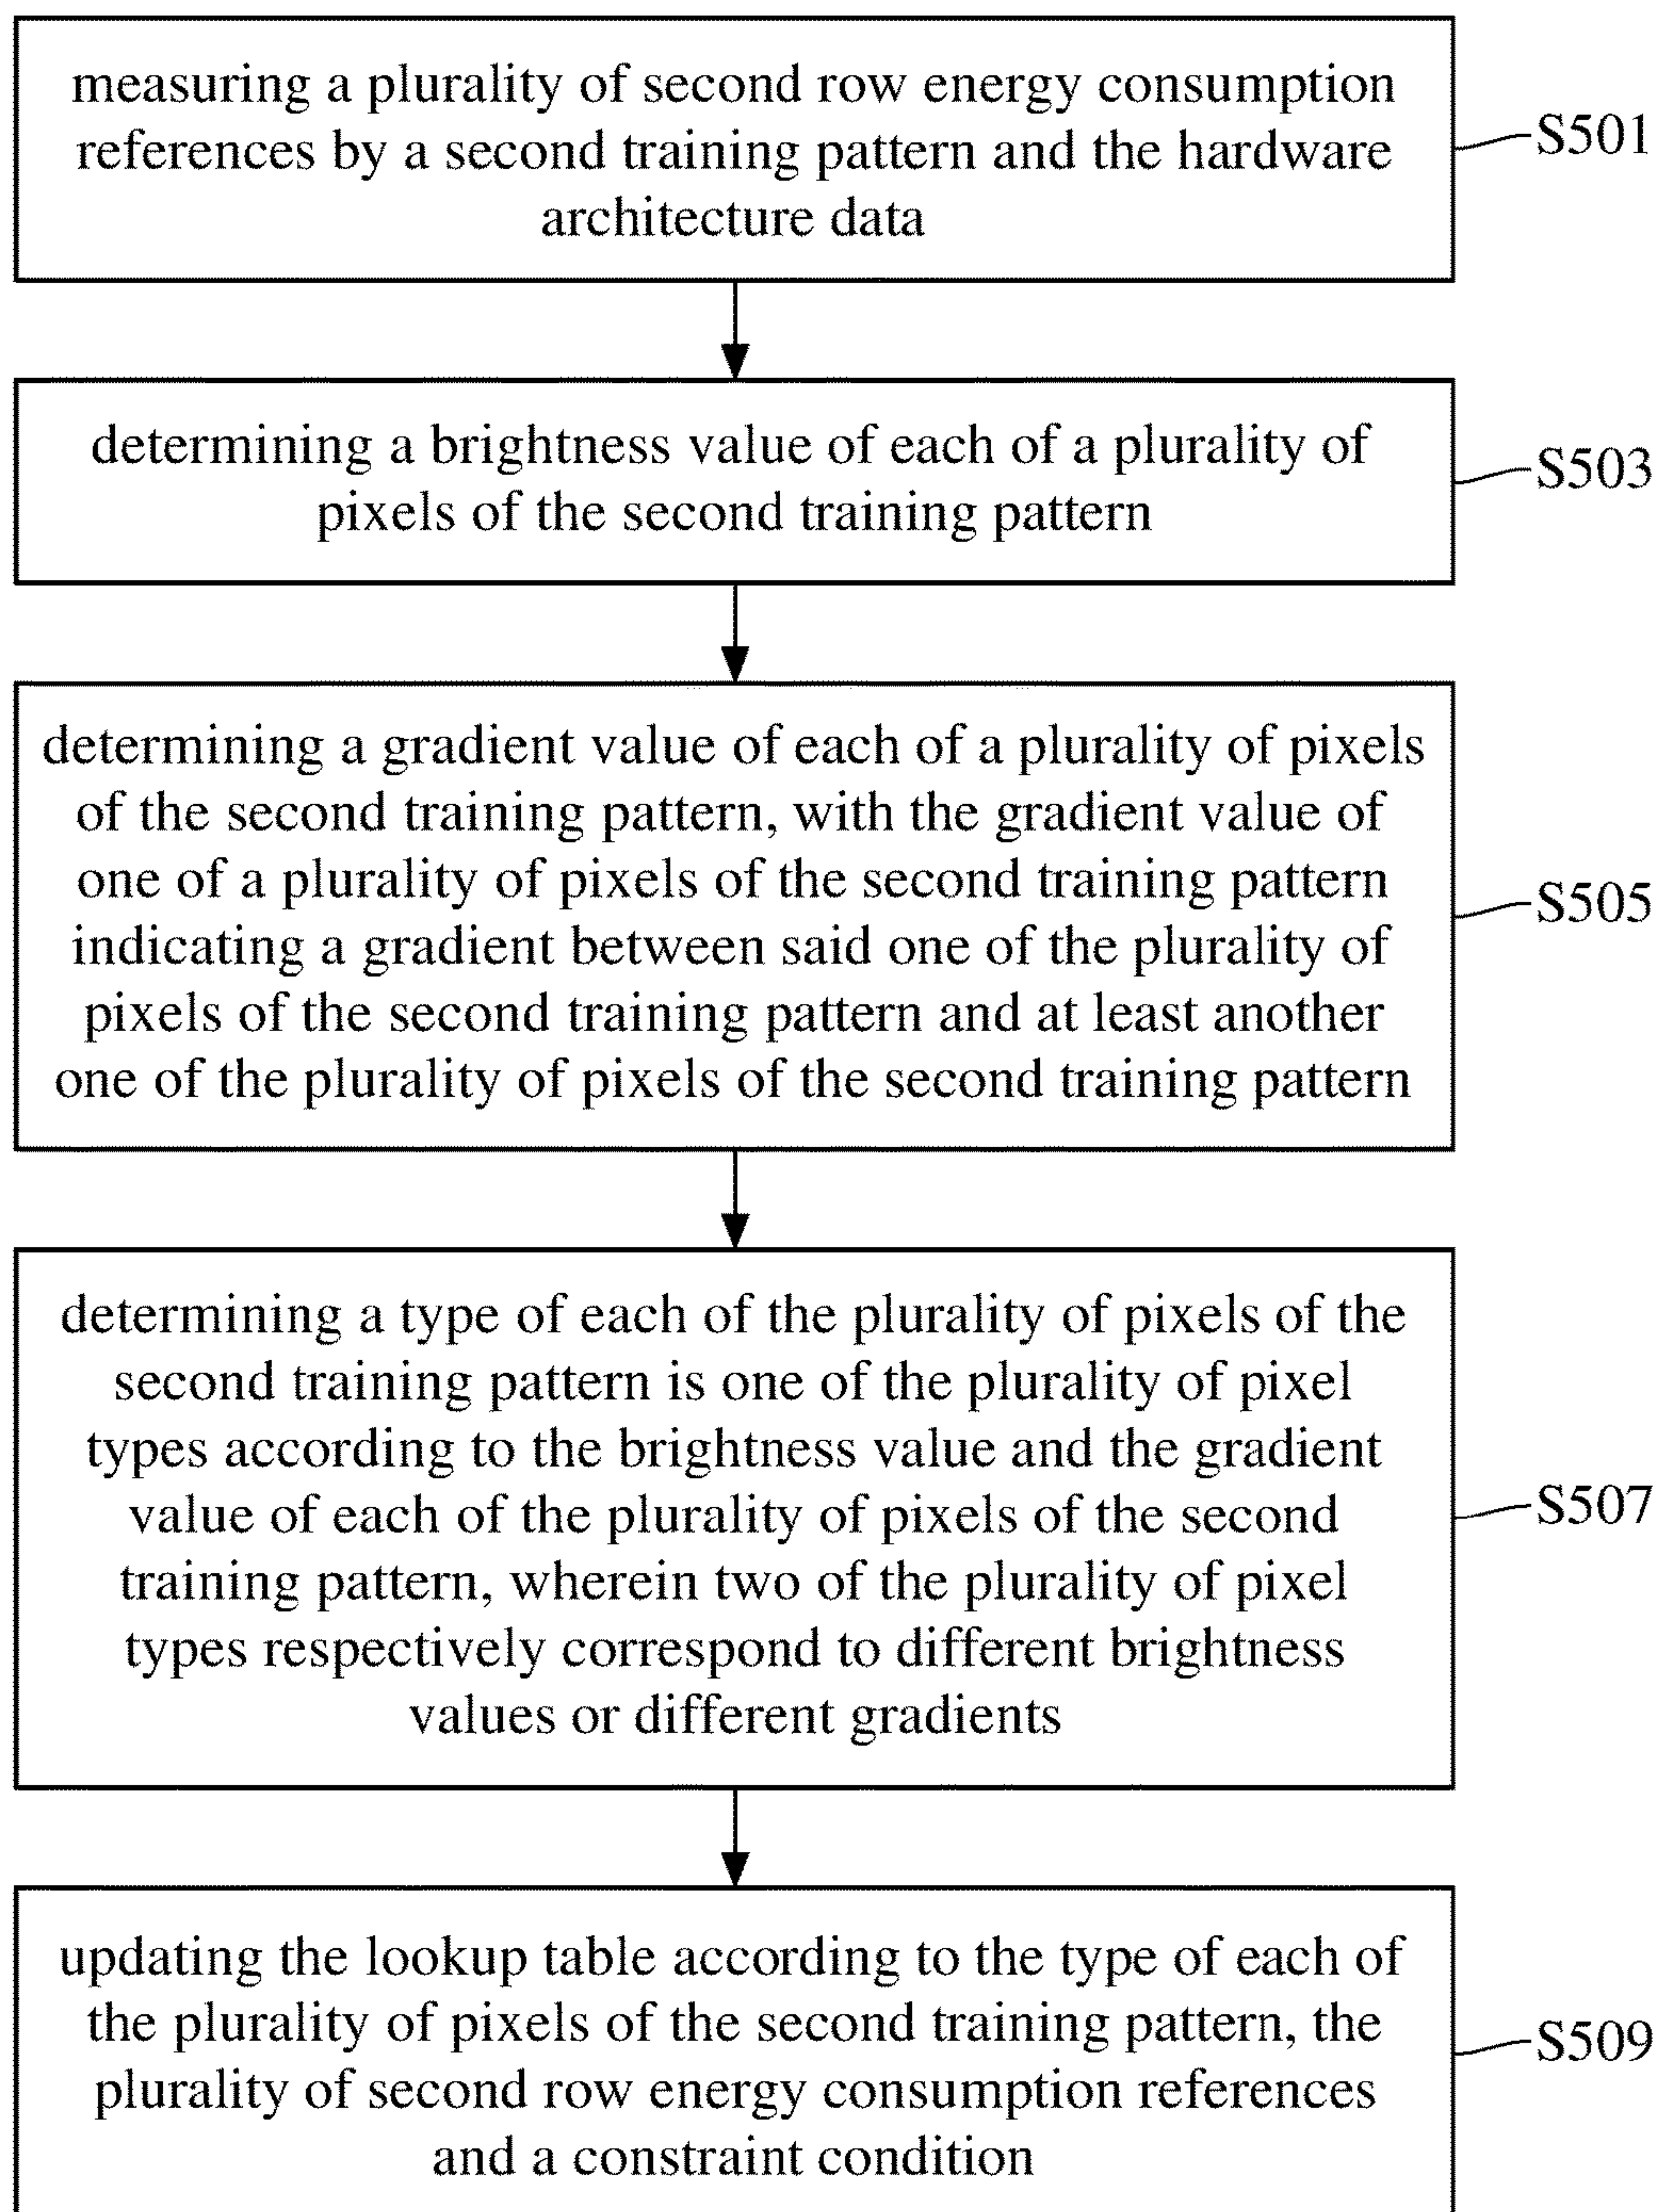 measuring a plurality of second row energy consumption
references by a second training pattern and the hardware
architecture data
S501
determining a brightness value of each of a plurality of
pixels of the second training pattern
S503
determining a gradient value of each of a plurality of pixels
of the second training pattern, with the gradient value of
one of a plurality of pixels of the second training pattern
indicating a gradient between said one of the plurality of
pixels of the second training pattern and at least another
one of the plurality of pixels of the second training pattern
S505
determining a type of each of the plurality of pixels of the
second training pattern is one of the plurality of pixel
types according to the brightness value and the gradient
value of each of the plurality of pixels of the second
training pattern, wherein two of the plurality of pixel
types respectively correspond to different brightness
values or different gradients
S507
updating the lookup table according to the type of each of
the plurality of pixels of the second training pattern, the
plurality of second row energy consumption references
and a constraint condition
S509